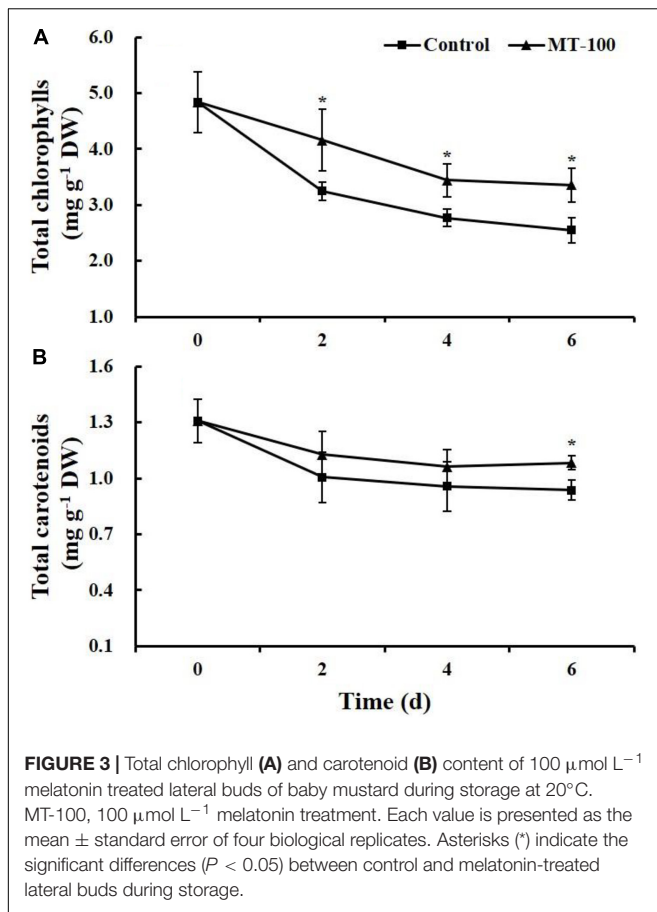 A
Control MT-100
Total chlorophylls
(mg g⁻¹ DW)
6.0
5.0
4.0
3.0
2.0
1.0
* * *
0 2 4 6
B
Total carotenoids
(mg g⁻¹ DW)
1.6
1.3
1.0
0.7
0.4
0.1
*
0 2 4 6
Time (d)
FIGURE 3 | Total chlorophyll (A) and carotenoid (B) content of 100 μmol L⁻¹
melatonin treated lateral buds of baby mustard during storage at 20°C.
MT-100, 100 μmol L⁻¹ melatonin treatment. Each value is presented as the
mean ± standard error of four biological replicates. Asterisks (*) indicate the
significant differences (P < 0.05) between control and melatonin-treated
lateral buds during storage.